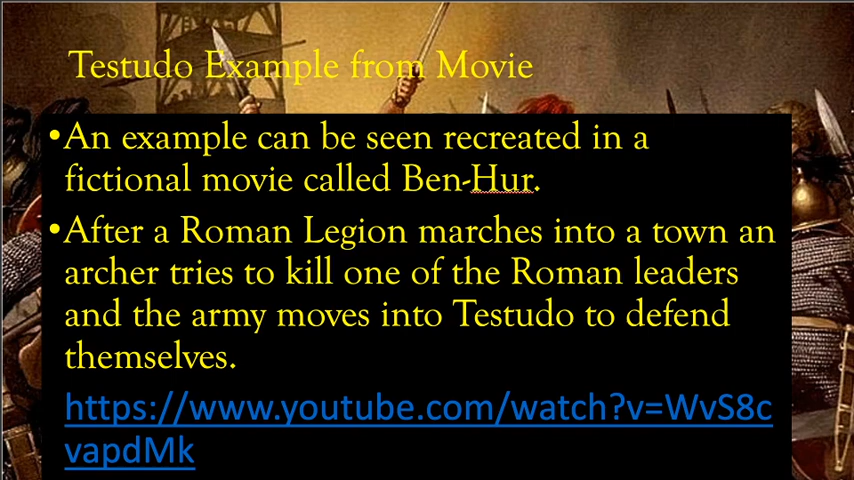 Testudo Example from Movie
•An example can be seen recreated in a
fictional movie called Ben-Hur.
•After a Roman Legion marches into a town an
archer tries to kill one of the Roman leaders
and the army moves into Testudo to defend
themselves.
https://www.youtube.com/watch?v=WvS8c
vapdMk